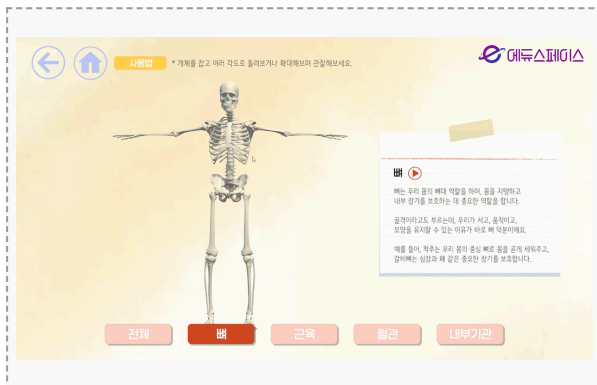 사용법
* 개체를 잡고 여러 각도로 돌려보거나 확대해보며 관찰해보세요.
에듀스페이스
뼈
뼈는 우리 몸의 뼈대 역할을 하며, 몸을 지탱하고
내부 장기를 보호하는 데 중요한 역할을 합니다.
골격이라고도 부르는데, 우리가 서고, 움직이고,
모양을 유지할 수 있는 이유가 바로 뼈 덕분이에요.
예를 들어, 척추는 우리 몸의 중심 뼈로 몸을 곧게 세워주고,
갈비뼈는 심장과 폐 같은 중요한 장기를 보호합니다.
전체
뼈
근육
혈관
내부기관